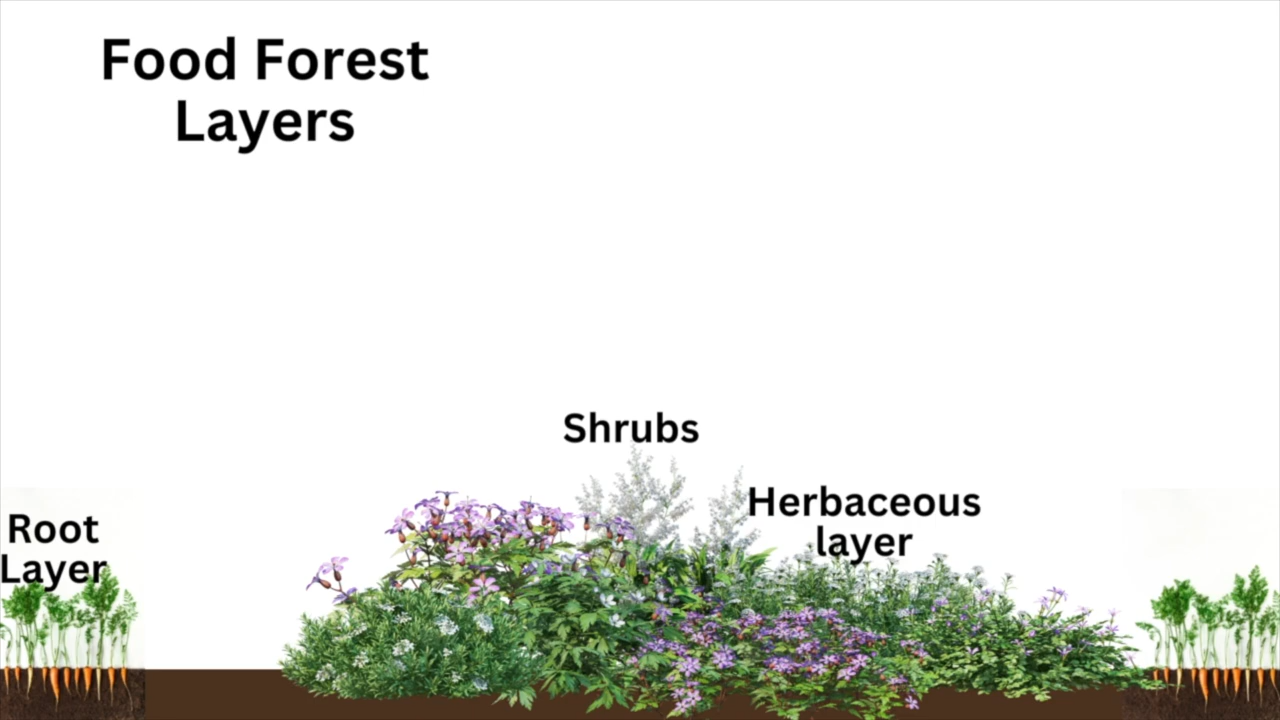 Food Forest
Layers
Shrubs
Herbaceous
layer
Root
Layer